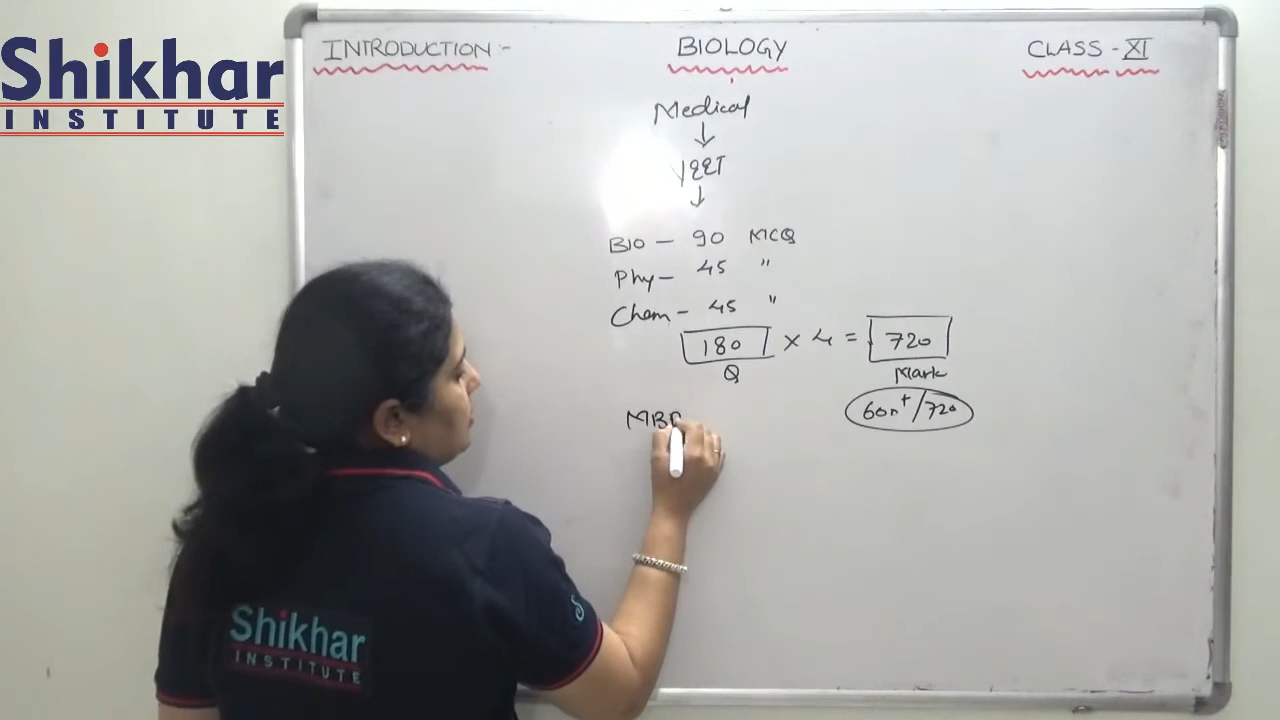 Shikhar
INSTITUTE
INTRODUCTION :-
BIOLOGY
CLASS - XI
Medical
↓
NEET
↓
BIO - 90 MCQ
Phy - 45 "
Chem - 45 "
180 × 4 = 720
Q
Mark
600+/720
MBB
Shikhar
INSTITUTE